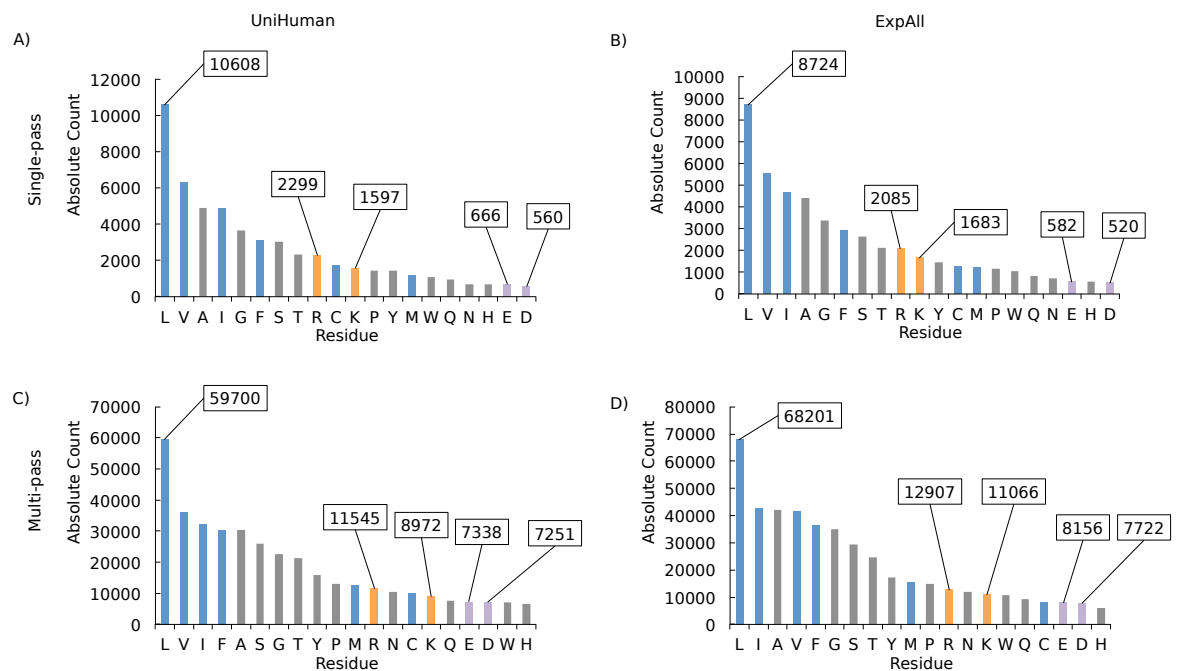 UniHuman
ExpAll
A)
B)
Single-pass
Absolute Count
12000
10000
8000
6000
4000
2000
0
10608
2299
1597
666
560
L V A I G F S T R C K P Y M W Q N H E D
Residue
Absolute Count
10000
9000
8000
7000
6000
5000
4000
3000
2000
1000
0
8724
2085
1683
582
520
L V I A G F S T R K Y C M P W Q N E H D
Residue
C)
D)
Multi-pass
Absolute Count
70000
60000
50000
40000
30000
20000
10000
0
59700
11545
8972
7338
7251
L V I F A S G T Y P M R N C K Q E D W H
Residue
Absolute Count
80000
70000
60000
50000
40000
30000
20000
10000
0
68201
12907
11066
8156
7722
L I A V F G S T Y M P R N K W Q C E D H
Residue